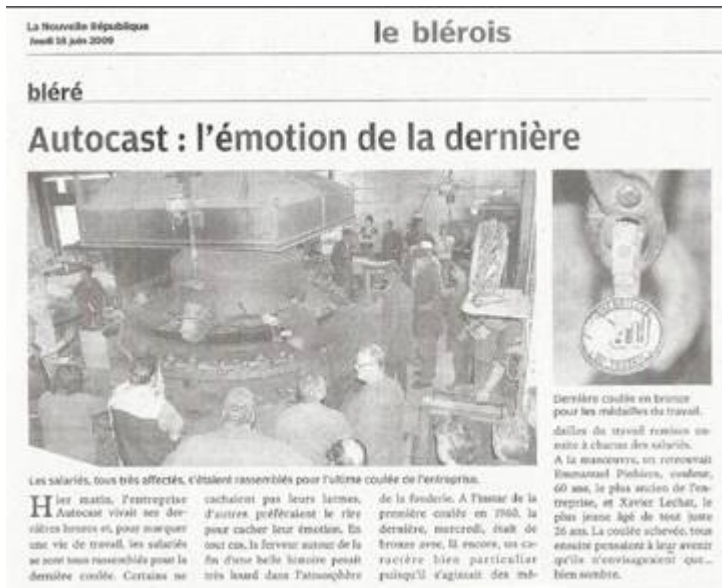 La Nouvelle République
Jeudi 18 juin 2009
le blérois
bléré
Autocast : l'émotion de la dernière
Les salariés, tous très affectés, s'étaient rassemblés pour l'ultime coulée de l'entreprise.
Hier matin, l'entreprise
Autocast vivait ses der-
nières heures et, pour marquer
une vie de travail, les salariés
se sont tous rassemblés pour la
dernière coulée. Certains ne
cachaient pas leurs larmes,
d'autres préféraient le rire
pour cacher leur émotion. En
tout cas, la ferveur autour de la
fin d'une belle histoire pesait
très lourd dans l'atmosphère
de la fonderie. A l'instar de la
première coulée en 1960, la
dernière, mercredi, était de
bronze avec, là encore, un ca-
ractère bien particulier
puisqu'il s'agissait des mé-
Dernière coulée en bronze
pour les médailles du travail.
dailles du travail remises en-
suite à chacun des salariés.
A la manœuvre, on retrouvait
Emmanuel couleur,
60 ans, le plus ancien de l'en-
treprise, et Xavier Lechat, le
plus jeune âgé de tout juste
26 ans. La coulée achevée, tous
ensuite pensaient à leur avenir
qu'ils n'envisagent que...
bien sombre.